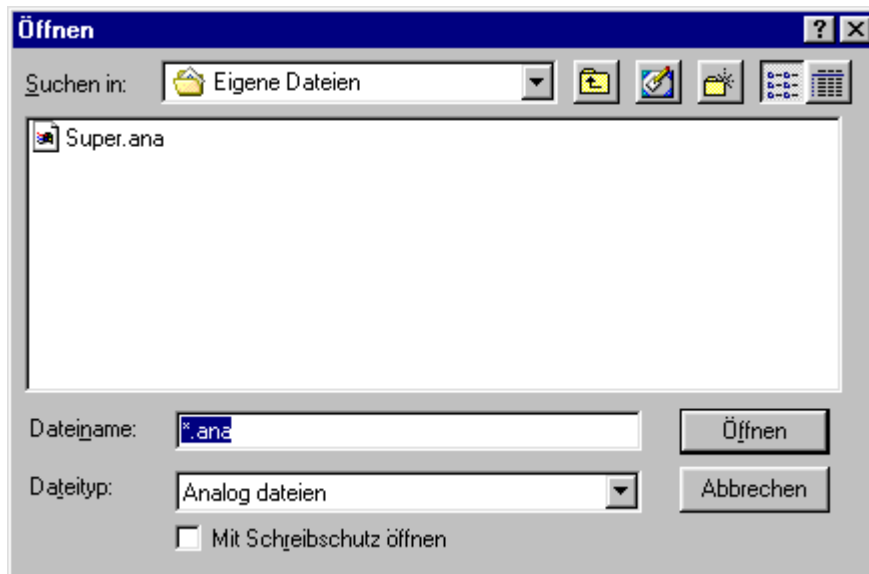 Öffnen
Suchen in: Eigene Dateien
Super.ana
Dateiname: *.ana Öffnen
Dateityp: Analog dateien Abbrechen
Mit Schreibschutz öffnen